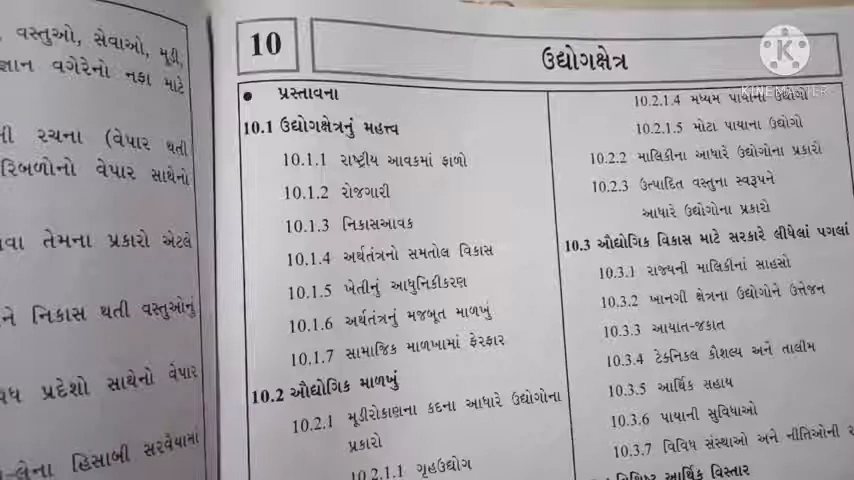 વસ્તુઓ, સેવાઓ, મૂડી,
જ્ઞાન વગેરેનો નફા માટે
રચના (વેપાર થતી
વેપાર સાથેનો
તેમના પ્રકારો એટલે
ને નિકાસ થતી વસ્તુઓનું
પ્રદેશો સાથેનો વેપાર
હિસાબી સરવૈયામાં
10
ઉદ્યોગક્ષેત્ર
• પ્રસ્તાવના
10.1 ઉદ્યોગક્ષેત્રનું મહત્ત્વ
10.1.1 રાષ્ટ્રીય આવકમાં ફાળો
10.1.2 રોજગારી
10.1.3 નિકાસઆવક
10.1.4 અર્થતંત્રનો સમતોલ વિકાસ
10.1.5 ખેતીનું આધુનિકીકરણ
10.1.6 અર્થતંત્રનું મજબૂત માળખું
10.1.7 સામાજિક માળખામાં ફેરફાર
10.2 ઔદ્યોગિક માળખું
10.2.1 મૂડીરોકાણના કદના આધારે ઉદ્યોગોના
પ્રકારો
10.2.1.1 ગૃહઉદ્યોગ
10.2.1.4 મધ્યમ પાયાના ઉદ્યોગો
10.2.1.5 મોટા પાયાના ઉદ્યોગો
10.2.2 માલિકીના આધારે ઉદ્યોગોના પ્રકારો
10.2.3 ઉત્પાદિત વસ્તુના સ્વરૂપને
આધારે ઉદ્યોગોના પ્રકારો
10.3 ઔદ્યોગિક વિકાસ માટે સરકારે લીધેલાં પગલાં
10.3.1 રાજ્યની માલિકીનાં સાહસો
10.3.2 ખાનગી ક્ષેત્રના ઉદ્યોગોને ઉત્તેજન
10.3.3 આયાત-જકાત
10.3.4 ટેકનિકલ કૌશલ્ય અને તાલીમ
10.3.5 આર્થિક સહાય
10.3.6 પાયાની સુવિધાઓ
10.3.7 વિવિધ સંસ્થાઓ અને નીતિઓની
વિશિષ્ટ આર્થિક વિસ્તાર
KINEMASTER